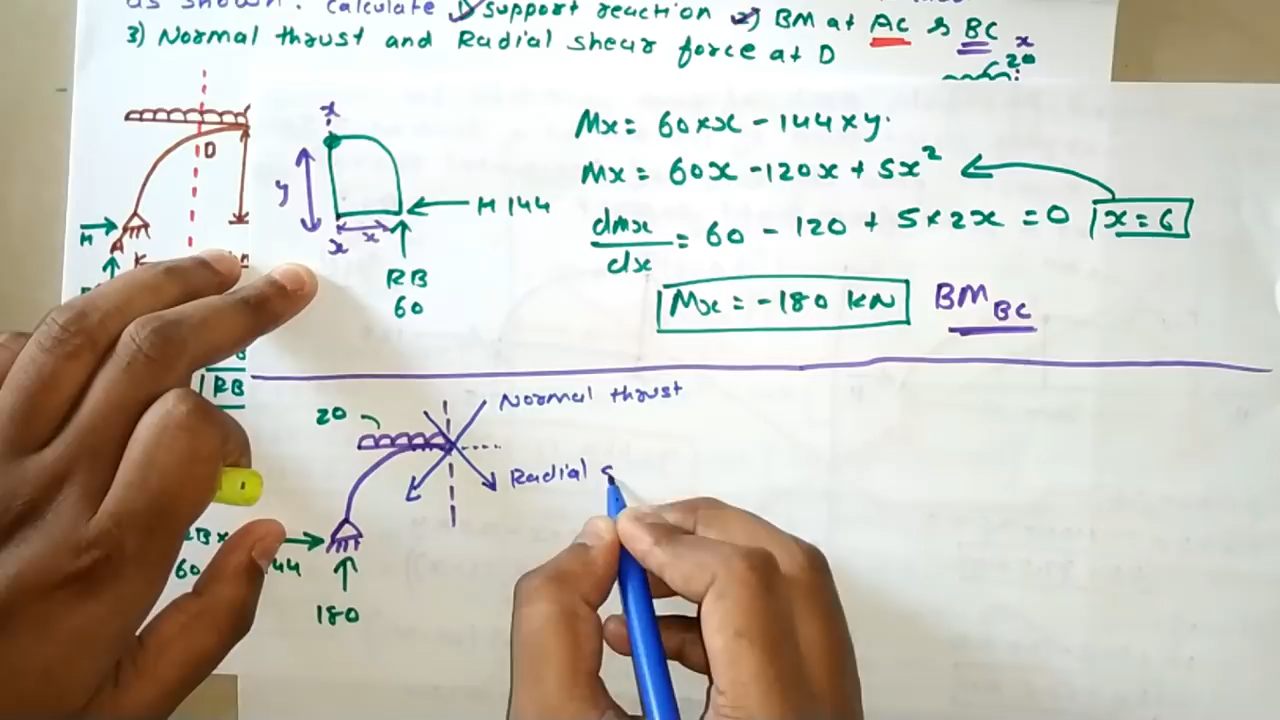 as shown. Calculate 1) support reaction 2) BM at AC & BC
3) Normal thrust and Radial shear force at D
x
20
D
H
A
x
y
x
x
H 144
RB
60
Mx = 60×x - 144×y.
Mx = 60x - 120x + 5x²
dmx/dx = 60 - 120 + 5×2x = 0
x = 6
Mx = -180 kN
BM BC
RB
20
Normal thrust
Radial s
60
180